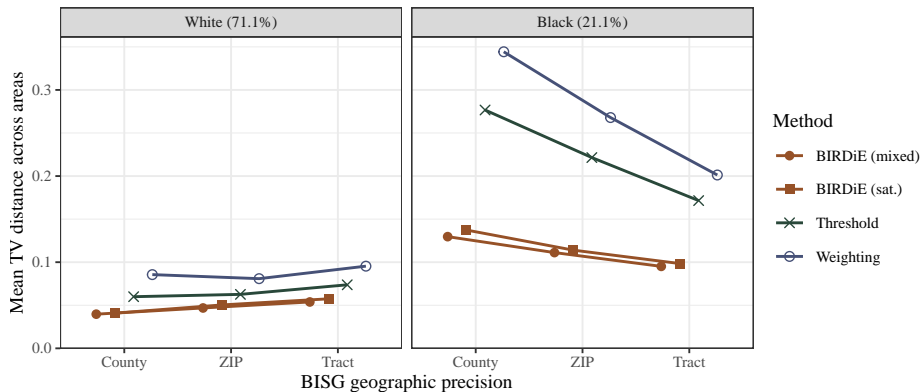 White (71.1%)
Black (21.1%)
Mean TV distance across areas
0.3
0.2
0.1
0.0
County
ZIP
Tract
County
ZIP
Tract
BISG geographic precision
Method
BIRDiE (mixed)
BIRDiE (sat.)
Threshold
Weighting